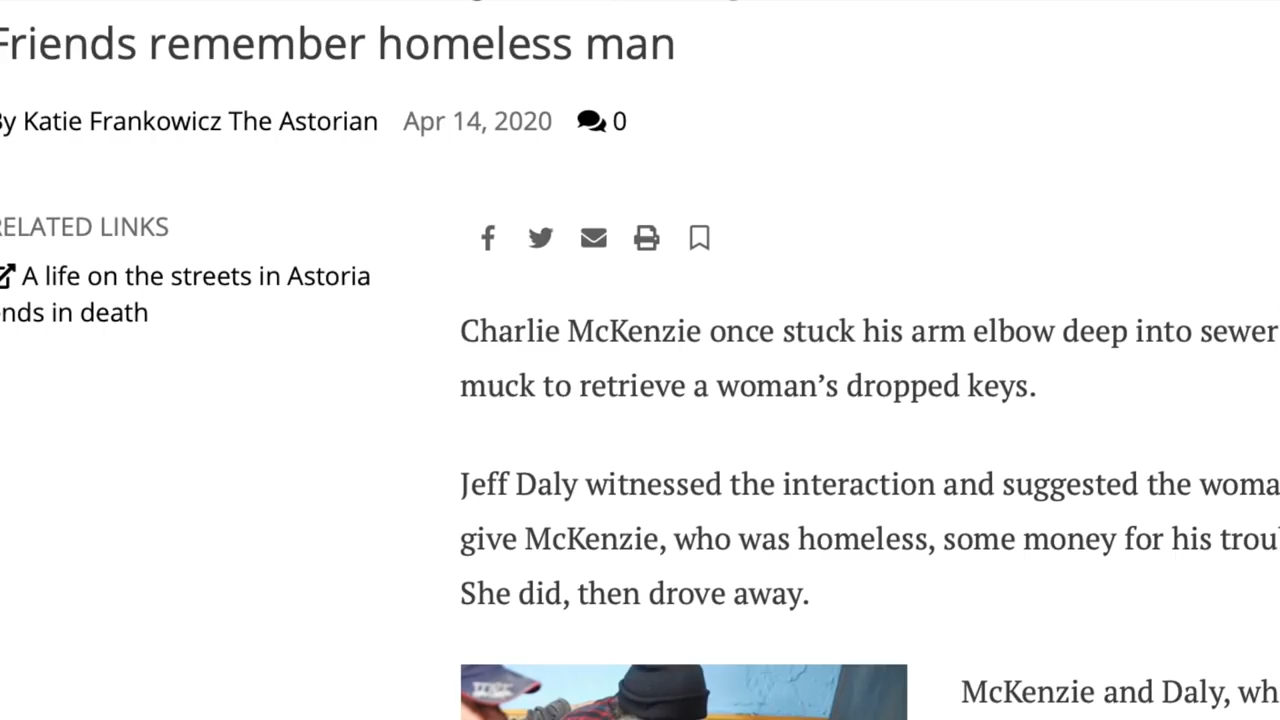 Friends remember homeless man
By Katie Frankowicz The Astorian Apr 14, 2020 0
RELATED LINKS
A life on the streets in Astoria
ends in death
Charlie McKenzie once stuck his arm elbow deep into sewer
muck to retrieve a woman’s dropped keys.
Jeff Daly witnessed the interaction and suggested the woma
give McKenzie, who was homeless, some money for his trou
She did, then drove away.
McKenzie and Daly, wh